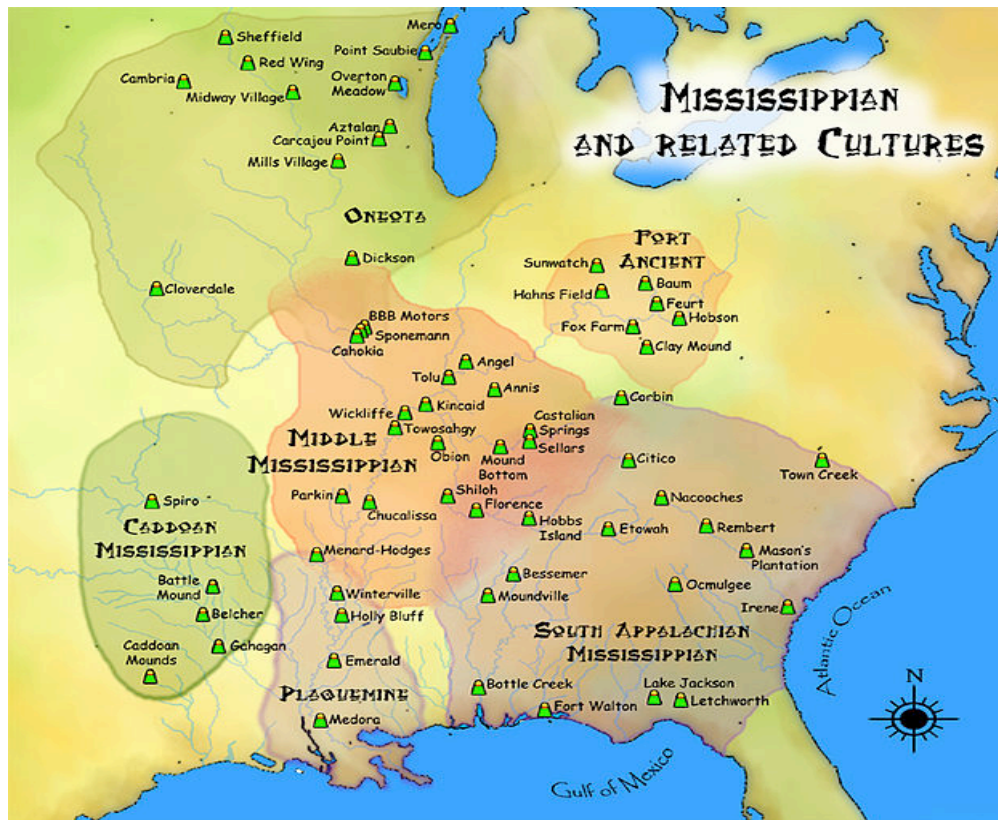 Mero
Sheffield
Point Saubie
Red Wing
Cambria
Overton
Meadow
Midway Village
MISSISSIPPIAN
AND RELATED CULTURES
Aztalan
Carcajou Point
Mills Village
ONEOTA
FORT
ANCIENT
Dickson
Sunwatch
Baum
Cloverdale
Hahns Field
Feurt
Hobson
BBB Motors
Fox Farm
Sponemann
Cahokia
Clay Mound
Angel
Tolu
Annis
Corbin
Kincaid
Wickliffe
Castalian
Springs
Towosahgy
MIDDLE
MISSISSIPPIAN
Obion
Sellars
Mound
Bottom
Citico
Town Creek
Spiro
Parkin
Shiloh
Nacooches
Chucalissa
Florence
CADDOAN
MISSISSIPPIAN
Hobbs
Island
Etowah
Rembert
Menard-Hodges
Mason's
Plantation
Battle
Mound
Bessemer
Ocmulgee
Winterville
Moundville
Irene
Belcher
Holly Bluff
Atlantic Ocean
SOUTH APPALACHIAN
MISSISSIPPIAN
Caddoan
Mounds
Gahagan
Emerald
N
PLAQUEMINE
Bottle Creek
Lake Jackson
Letchworth
Medora
Fort Walton
Gulf of Mexico